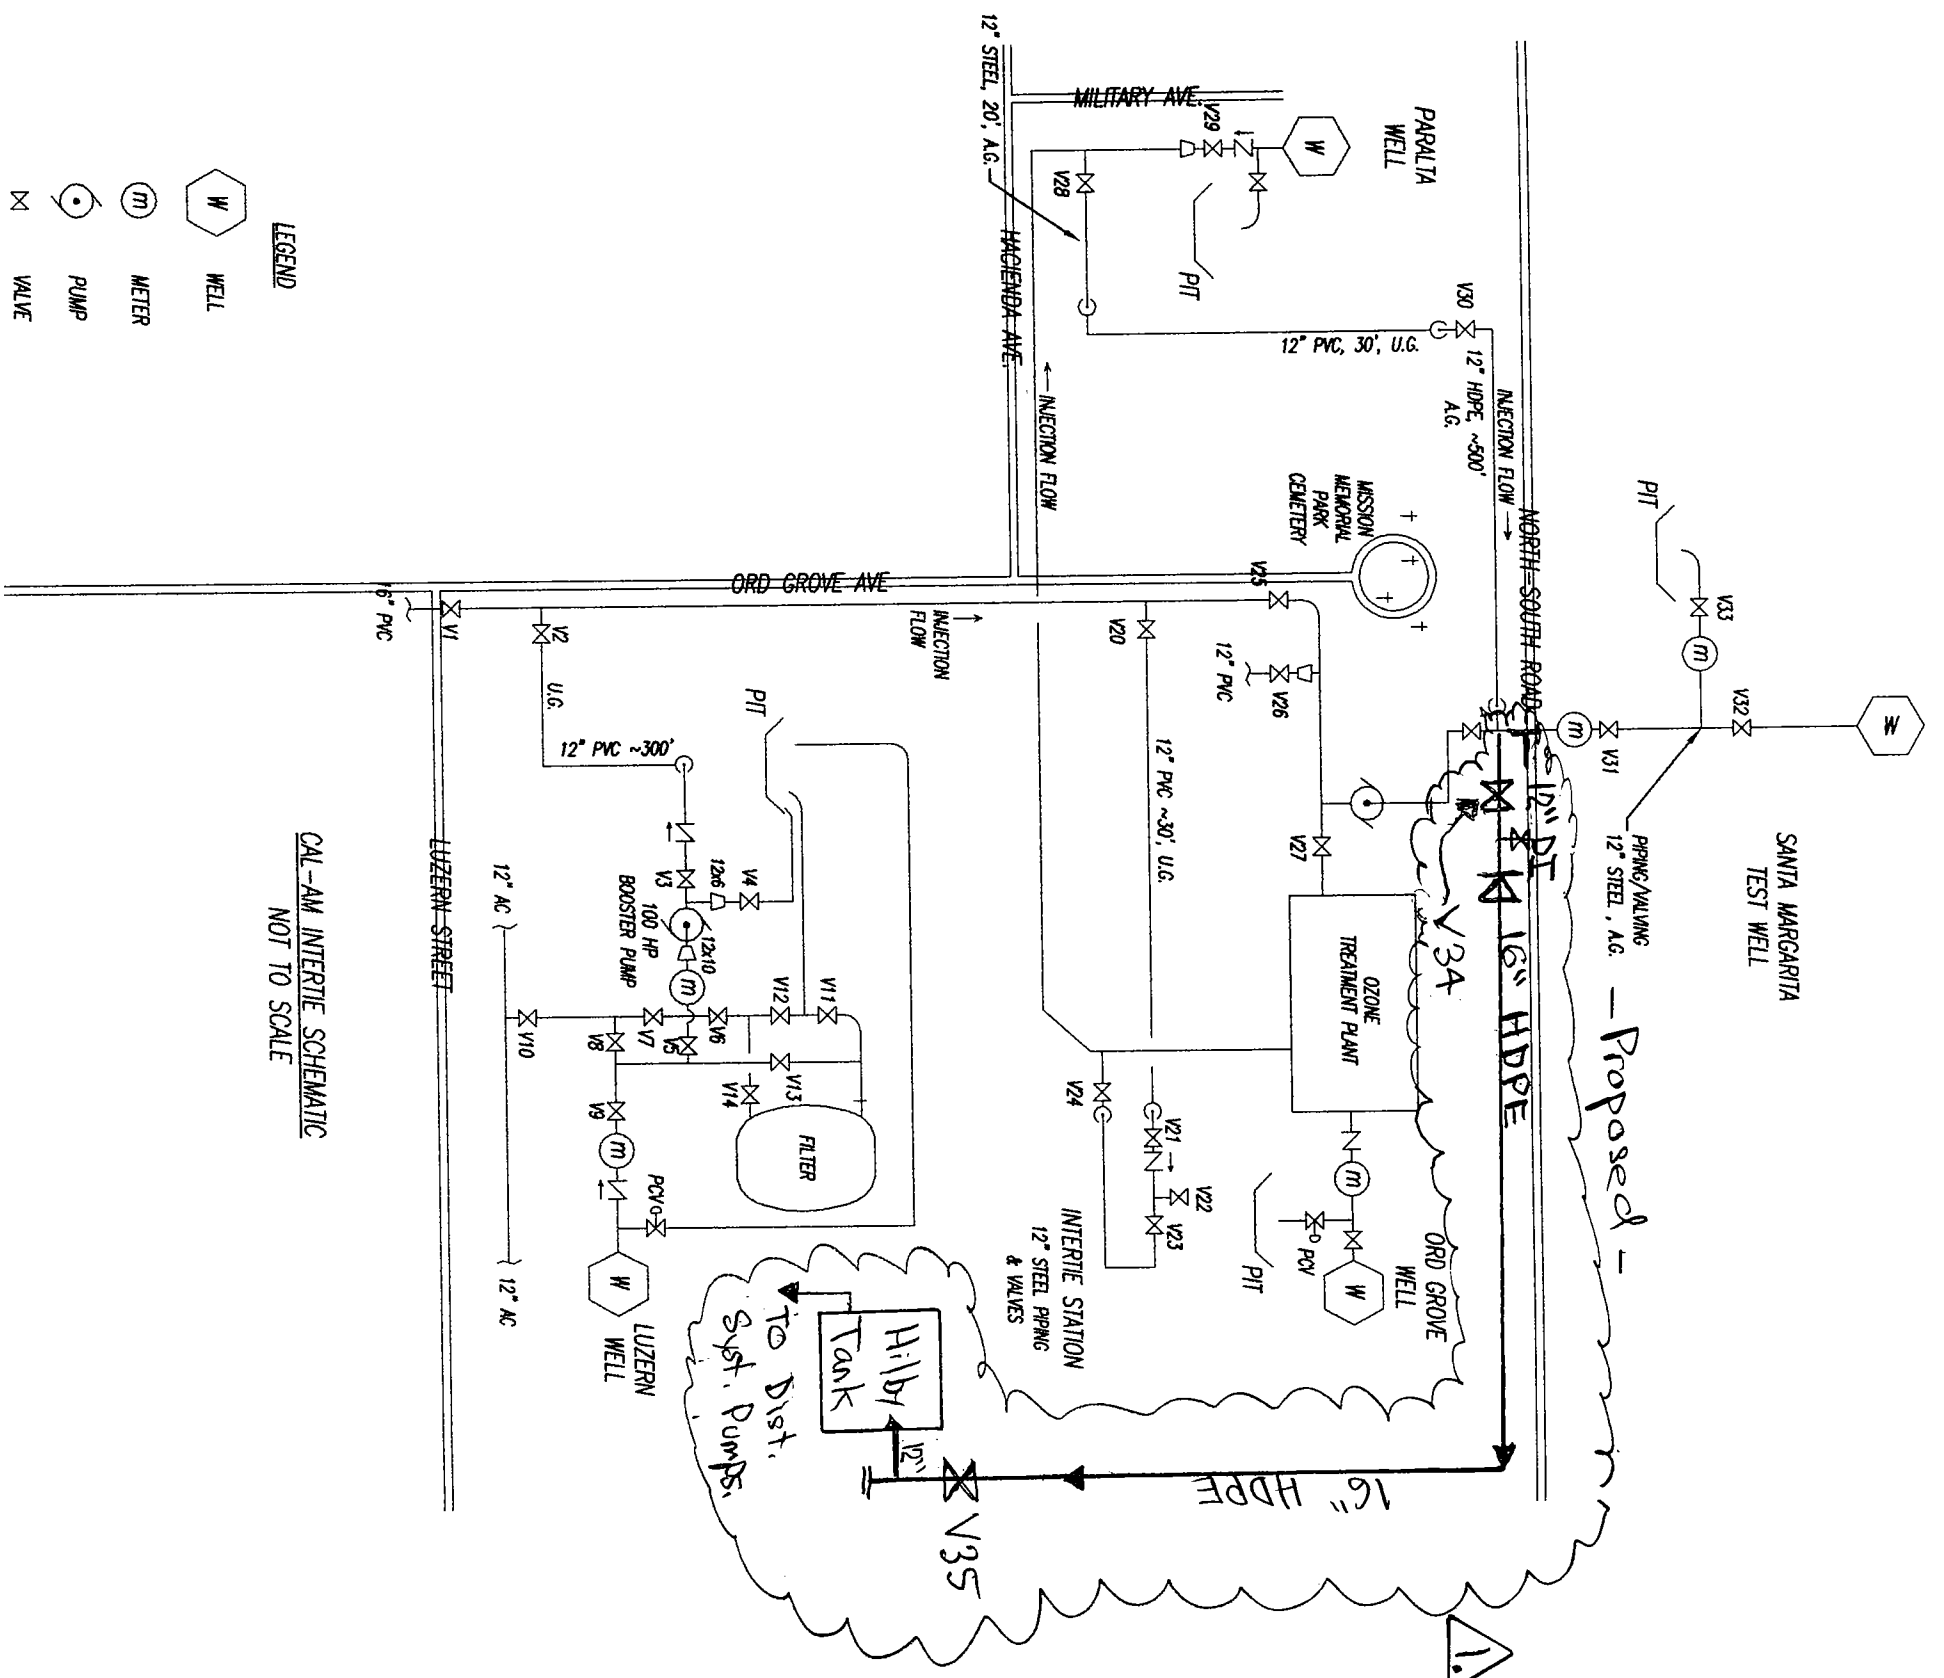 SANTA MARGARITA
TEST WELL
W
V32
PIPING/VALVING
12" STEEL, A.G.
V33
m
PIT
V31
m
- Proposed -
NORTH-SOUTH ROAD
12" DI
16" HDPE
V34
16" HDPE
V35
12"
Hilby
Tank
To Dist.
Syst. Pumps.
1.
INJECTION FLOW
12" HDPE, ~500'
A.G.
V30
12" PVC, 30', U.G.
PARALTA
WELL
W
V29
PIT
V28
MILITARY AVE.
12" STEEL, 20', A.G.
HACIENDA AVE.
INJECTION FLOW
MISSION
MEMORIAL
PARK
CEMETERY
ORD GROVE AVE
V25
V26
12" PVC
V27
OZONE
TREATMENT PLANT
ORD GROVE
WELL
W
m
PCV
PIT
V20
12" PVC ~30', U.G.
V21
V22
V23
V24
INTERTIE STATION
12" STEEL PIPING
& VALVES
INJECTION
FLOW
V1
16" PVC
V2
U.G.
12" PVC ~300'
PIT
V3
V4
12x6
12x10
100 HP
BOOSTER PUMP
m
V5
V6
V7
V8
V9
V10
V11
V12
V13
V14
FILTER
m
PCV
W
LUZERN
WELL
12" AC
12" AC
LUZERN STREET
CAL-AM INTERTIE SCHEMATIC
NOT TO SCALE
LEGEND
W WELL
m METER
PUMP
VALVE